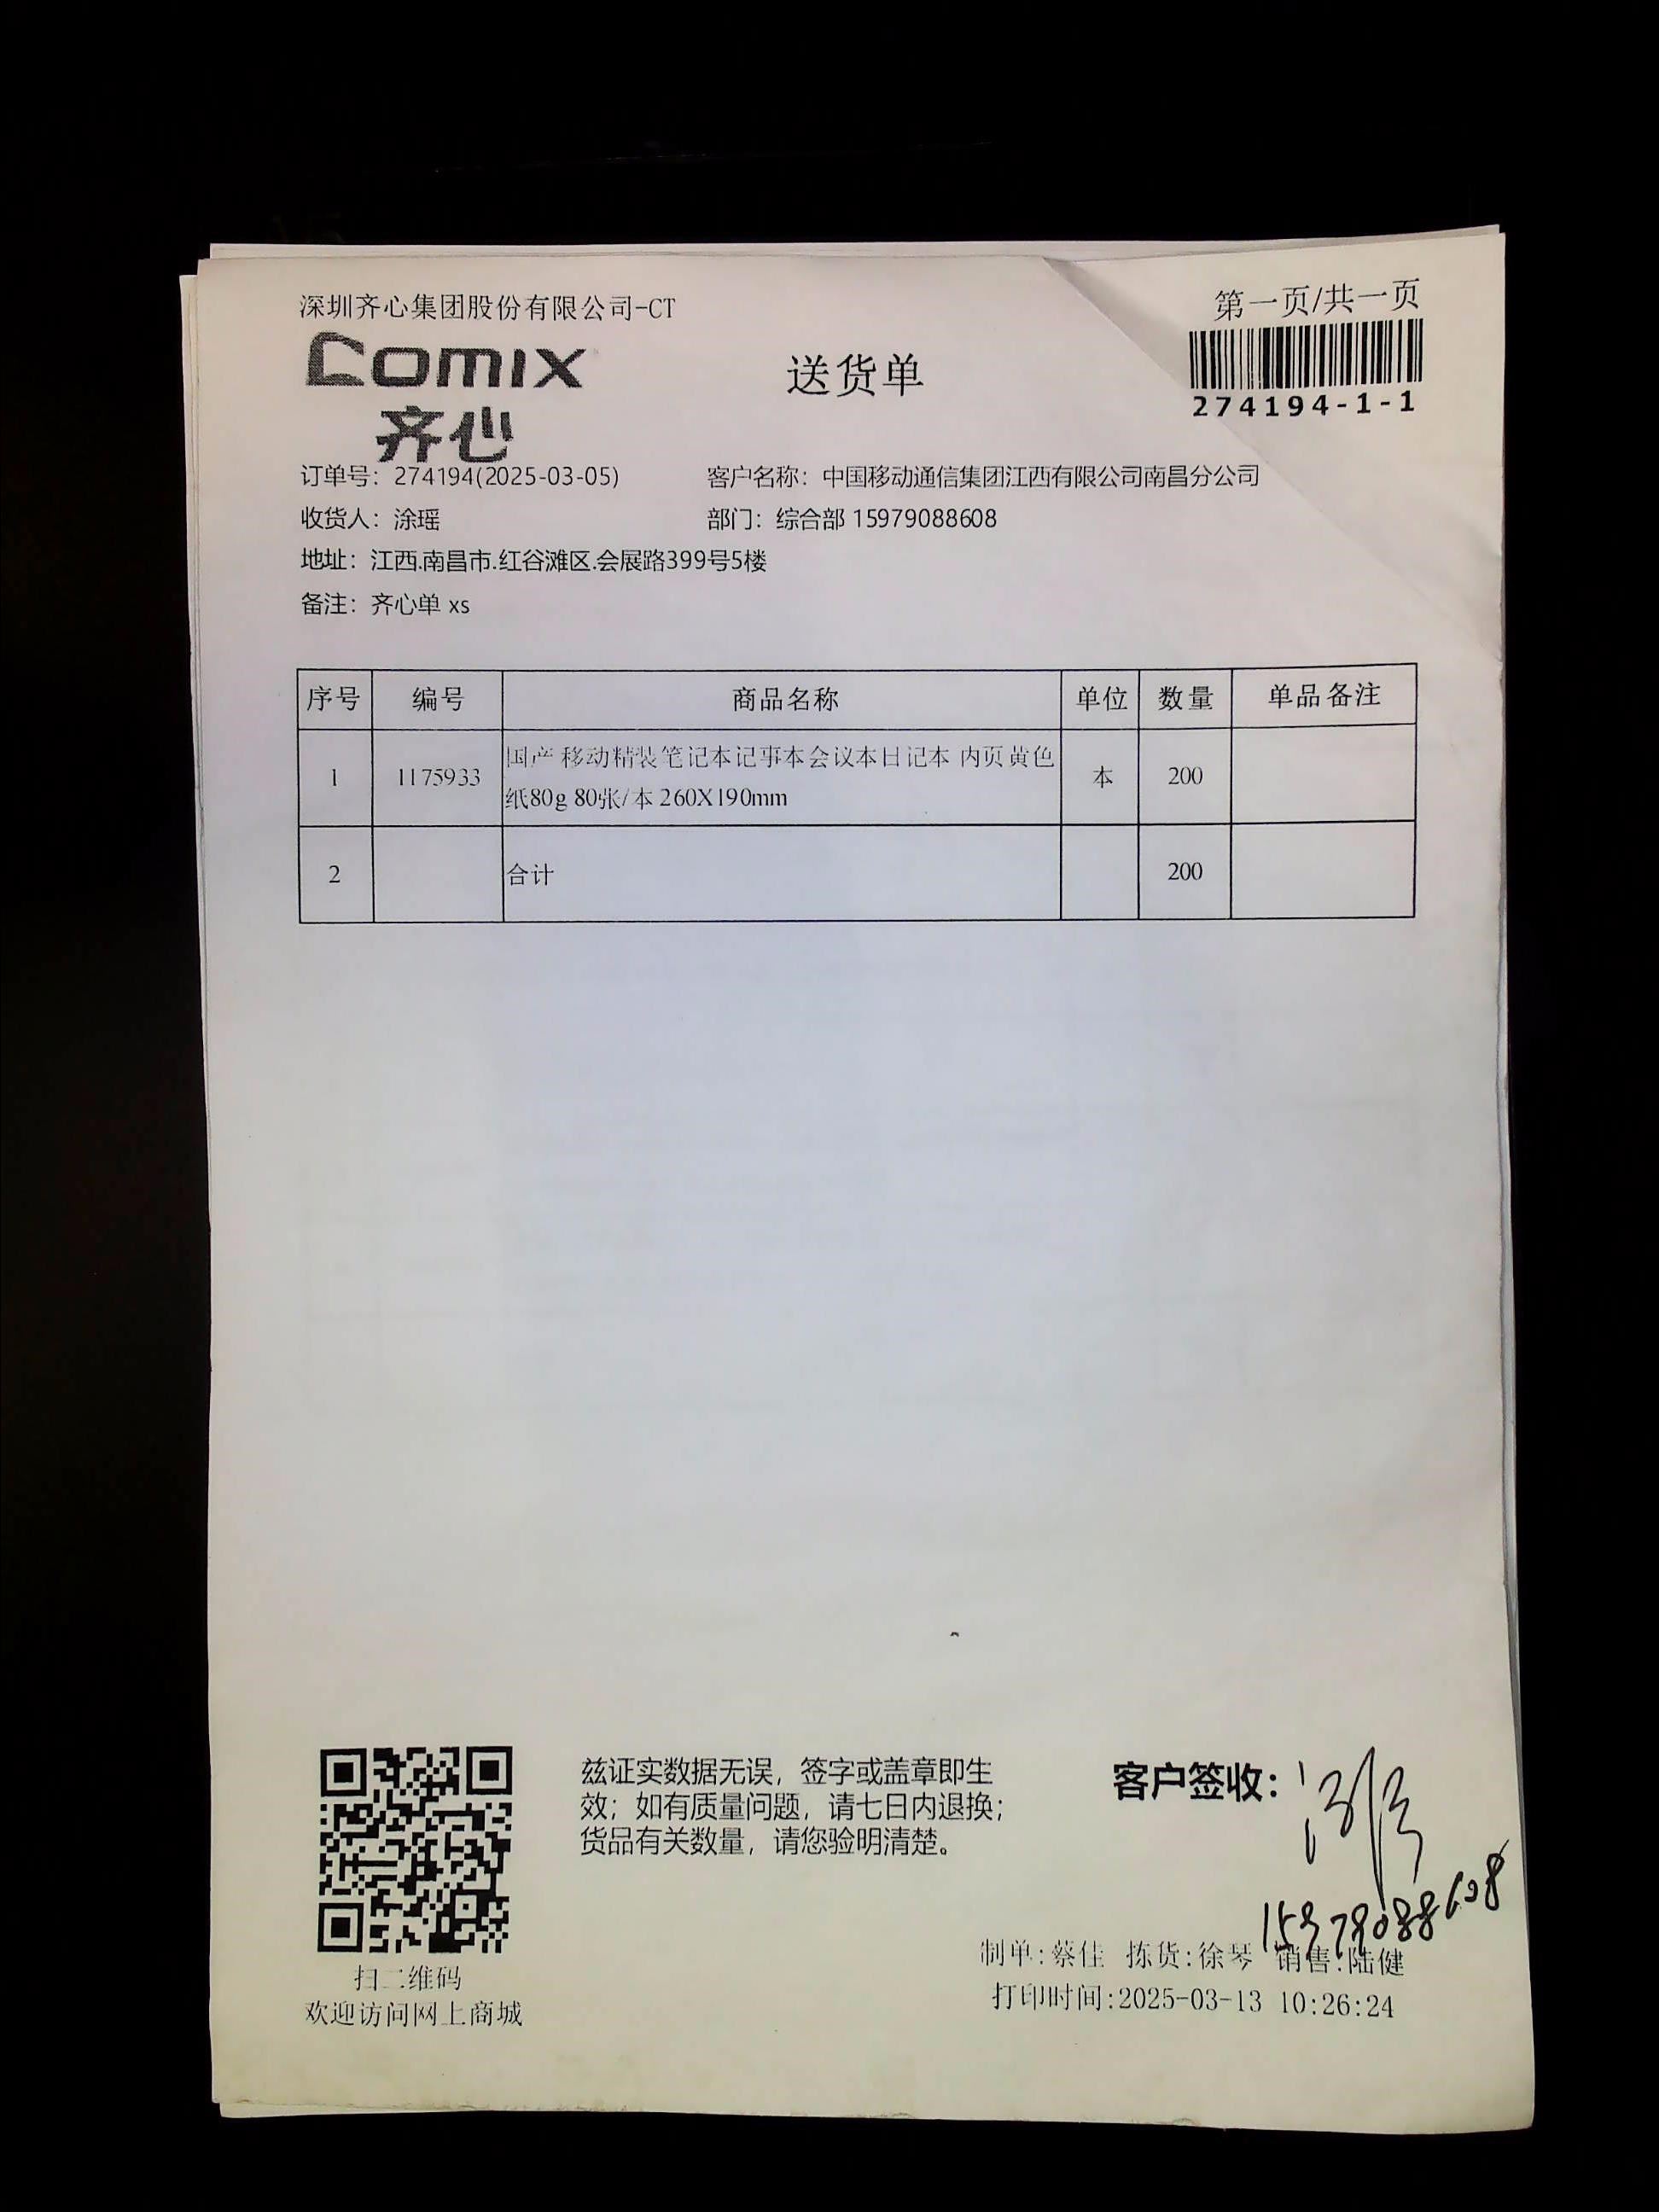 深圳齐心集团股份有限公司-CT
第一页/共一页
comix
齐心
送货单
274194-1-1
订单号：274194(2025-03-05) 客户名称：中国移动通信集团江西有限公司南昌分公司
收货人：涂瑶 部门：综合部 15979088608
地址：江西.南昌市.红谷滩区.会展路399号5楼
备注：齐心单 xs
序号 编号 商品名称 单位 数量 单品备注
1 1175933 国产 移动精装笔记本记事本会议本日记本 内页黄色 本 200
纸80g 80张/本 260X190mm
2 合计 200
兹证实数据无误，签字或盖章即生
效；如有质量问题，请七日内退换；
货品有关数量，请您验明清楚。
客户签收：
15979088608
制单:蔡佳 拣货:徐琴 销售:陆健
打印时间:2025-03-13 10:26:24
扫二维码
欢迎访问网上商城